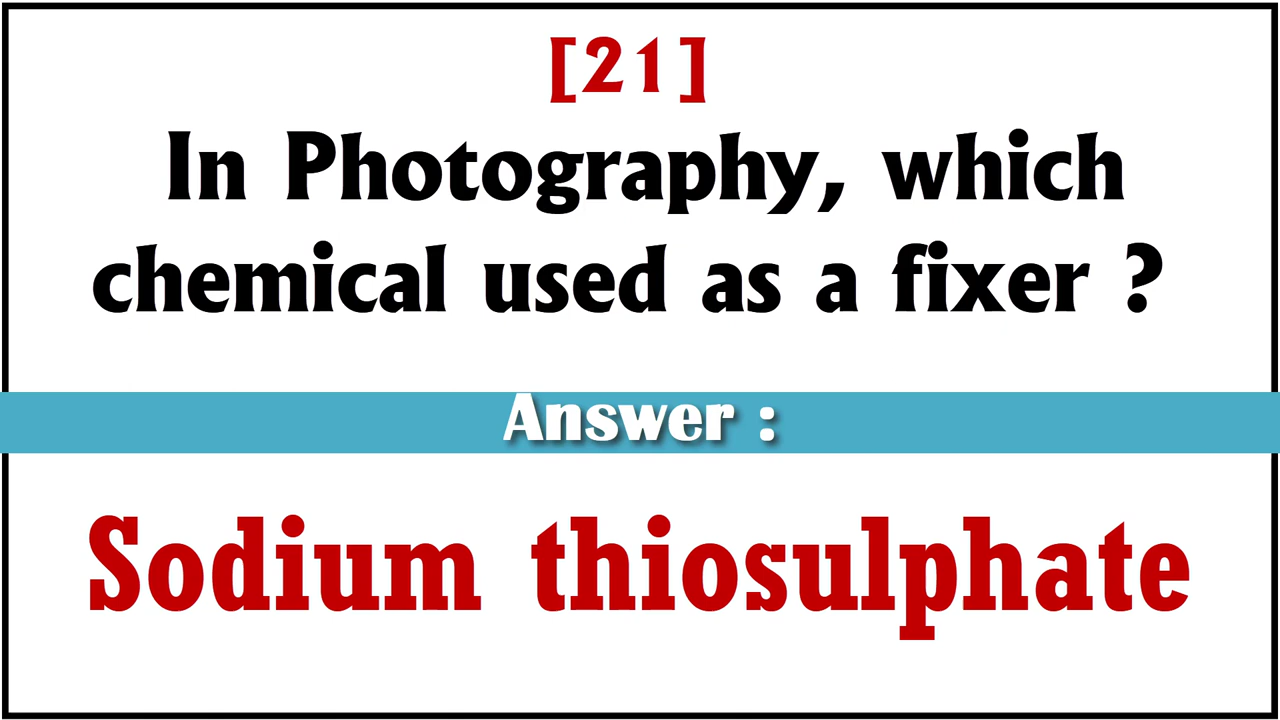 [21]
In Photography, which
chemical used as a fixer ?
Answer :
Sodium thiosulphate